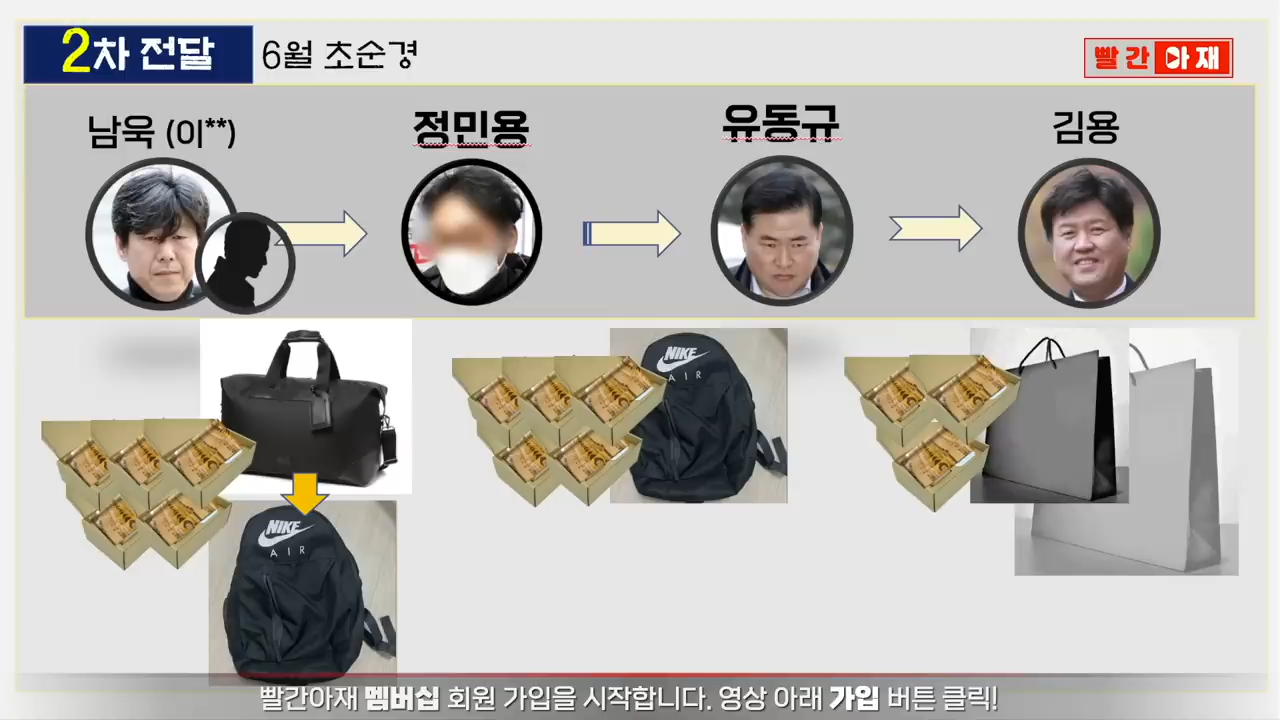 2차 전달 6월 초순경
빨간아재
남욱 (이**)
정민용
유동규
김용
NIKE
AIR
NIKE
AIR
빨간아재 멤버십 회원 가입을 시작합니다. 영상 아래 가입 버튼 클릭!